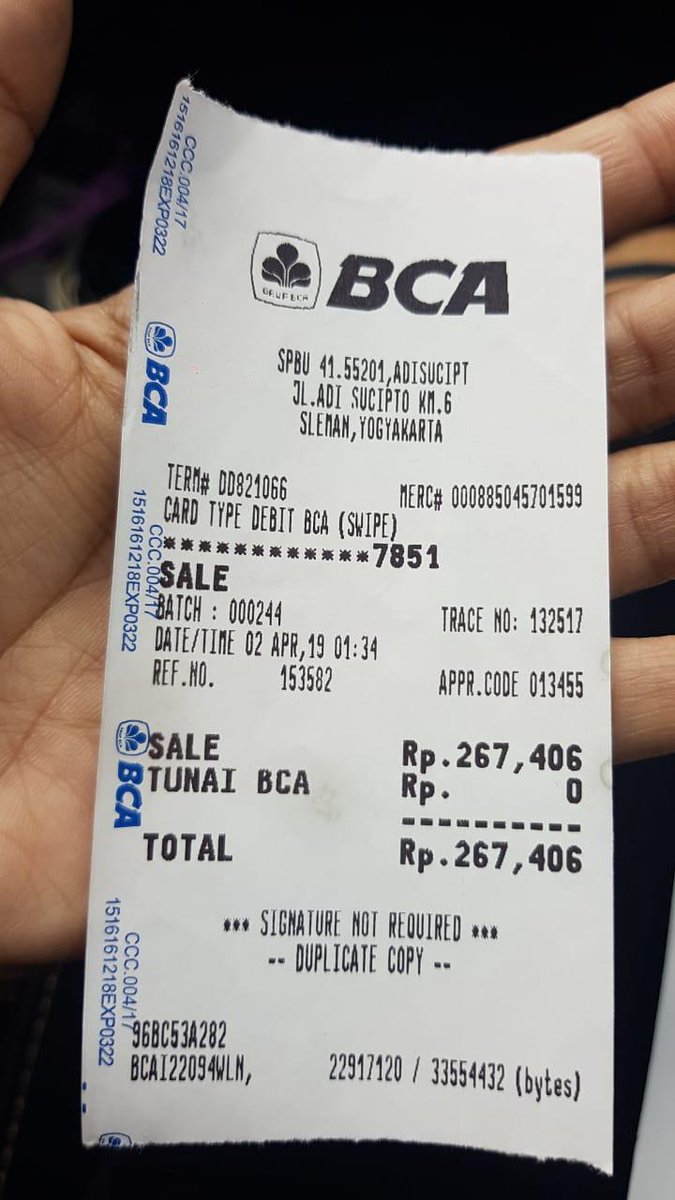 CCC.004/17
1516161218EXP0322
GRUP BCA
BCA
SPBU 41.55201,ADISUCIPT
JL.ADI SUCIPTO KM.6
SLEMAN,YOGYAKARTA
BCA
TERM# DD821066 MERC# 000885045701599
CARD TYPE DEBIT BCA (SWIPE)
************7851
SALE
CCC.004/17
1516161218EXP0322
BATCH : 000244 TRACE NO: 132517
DATE/TIME 02 APR,19 01:34
REF.NO. 153582 APPR.CODE 013455
SALE Rp.267,406
TUNAI BCA Rp. 0
BCA
----------
TOTAL Rp.267,406
*** SIGNATURE NOT REQUIRED ***
-- DUPLICATE COPY --
CCC.004/17
1516161218EXP0322
96BC53A282
BCAI22094WLN, 22917120 / 33554432 (bytes)